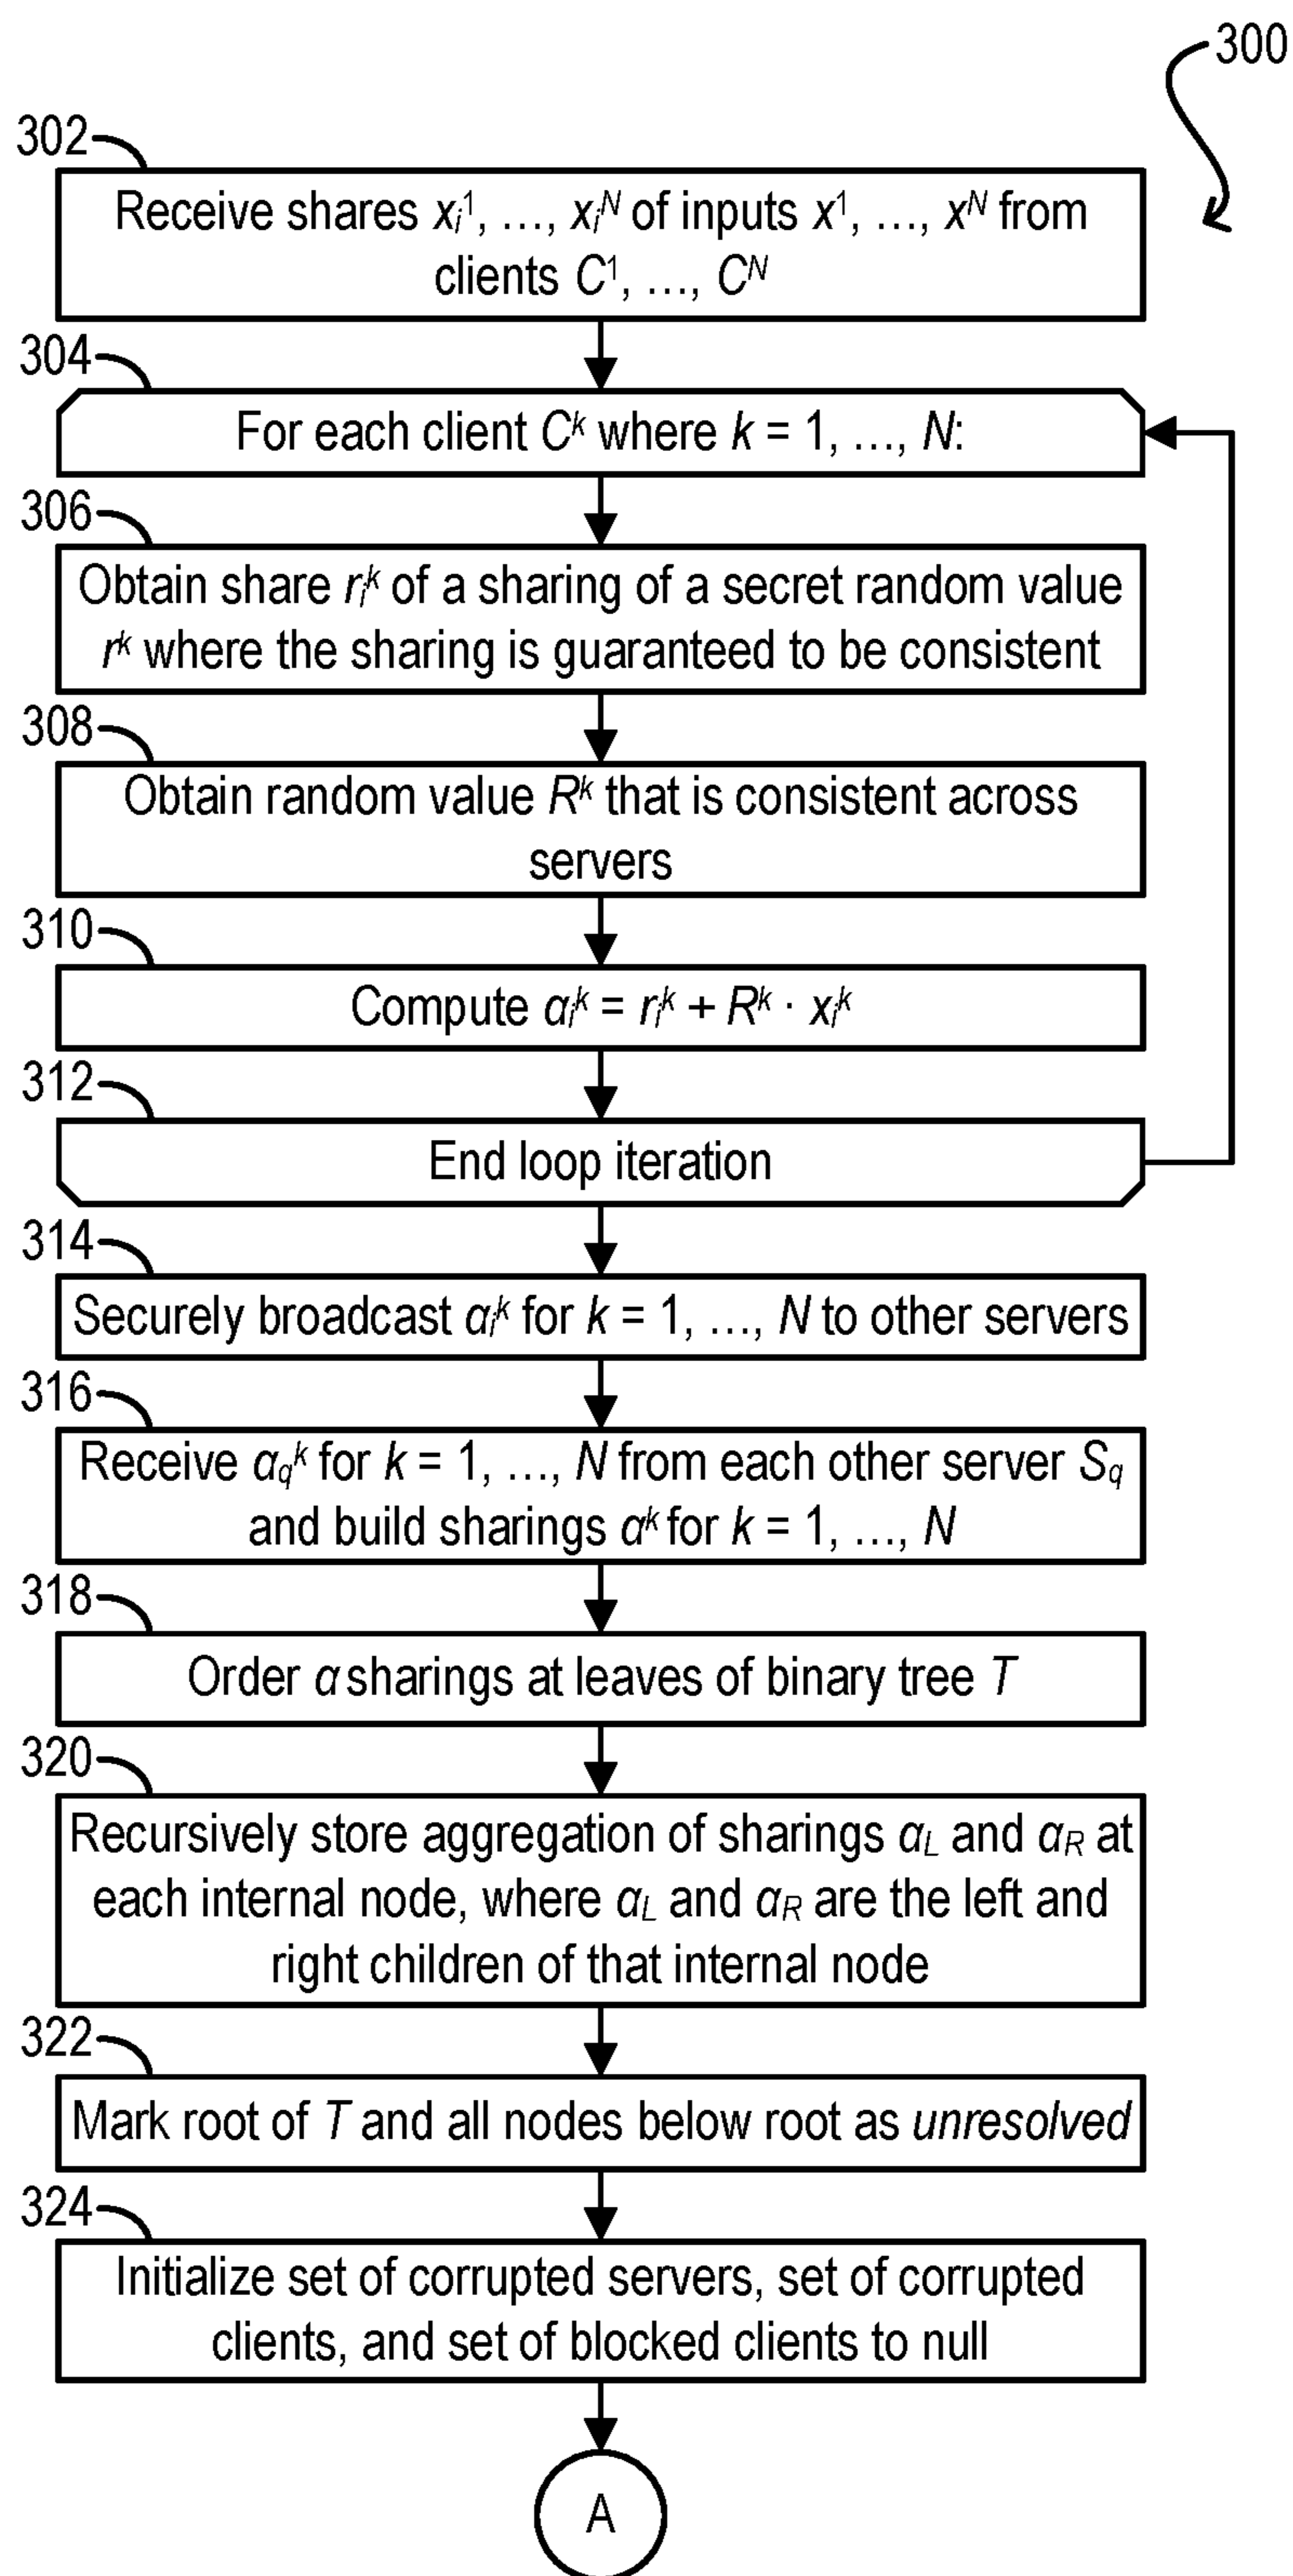 300
302
Receive shares xᵢ¹, …, xᵢᴺ of inputs x¹, …, xᴺ from
clients C¹, …, Cᴺ
304
For each client Cᵏ where k = 1, …, N:
306
Obtain share rᵢᵏ of a sharing of a secret random value
rᵏ where the sharing is guaranteed to be consistent
308
Obtain random value Rᵏ that is consistent across
servers
310
Compute αᵢᵏ = rᵢᵏ + Rᵏ · xᵢᵏ
312
End loop iteration
314
Securely broadcast αᵢᵏ for k = 1, …, N to other servers
316
Receive α_qᵏ for k = 1, …, N from each other server S_q
and build sharings αᵏ for k = 1, …, N
318
Order α sharings at leaves of binary tree T
320
Recursively store aggregation of sharings α_L and α_R at
each internal node, where α_L and α_R are the left and
right children of that internal node
322
Mark root of T and all nodes below root as unresolved
324
Initialize set of corrupted servers, set of corrupted
clients, and set of blocked clients to null
A